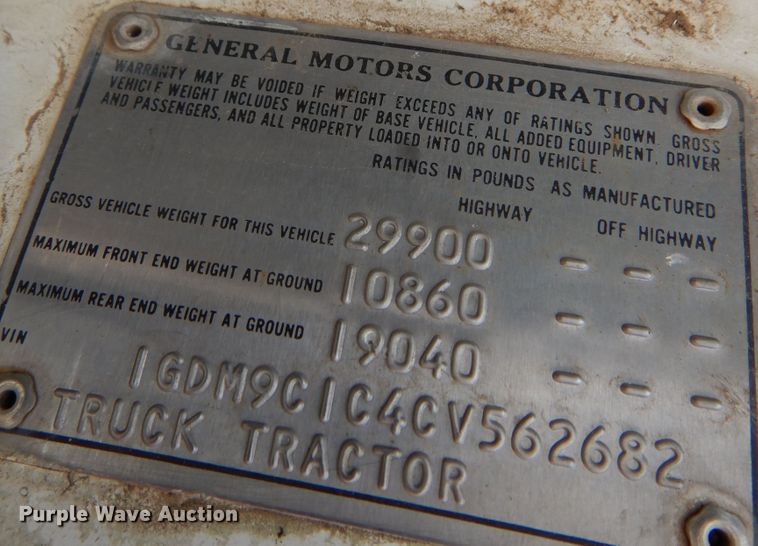 GENERAL MOTORS CORPORATION
WARRANTY MAY BE VOIDED IF WEIGHT EXCEEDS ANY OF RATINGS SHOWN. GROSS
VEHICLE WEIGHT INCLUDES WEIGHT OF BASE VEHICLE, ALL ADDED EQUIPMENT, DRIVER
AND PASSENGERS, AND ALL PROPERTY LOADED INTO OR ONTO VEHICLE.
RATINGS IN POUNDS AS MANUFACTURED
HIGHWAY OFF HIGHWAY
GROSS VEHICLE WEIGHT FOR THIS VEHICLE 29900 - - -
MAXIMUM FRONT END WEIGHT AT GROUND 10860 - - -
MAXIMUM REAR END WEIGHT AT GROUND 19040 - - -
VIN 1GDM9C1C4CV562682
TRUCK TRACTOR
Purple Wave Auction